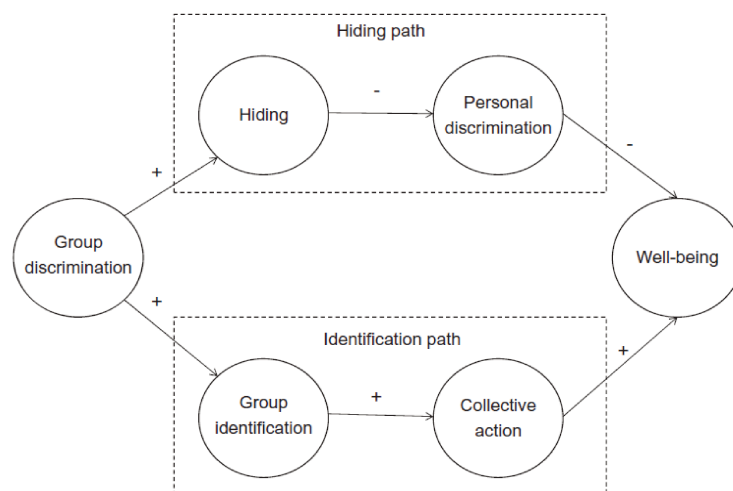 Hiding path
Hiding
-
Personal
discrimination
-
+
Group
discrimination
Well-being
+
Identification path
+
Group
identification
+
Collective
action